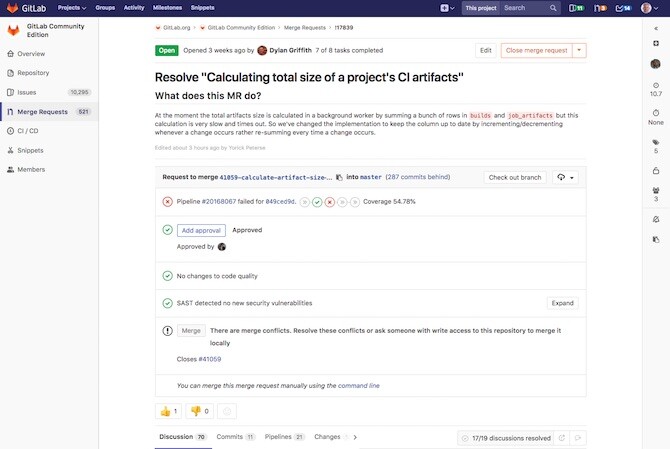 GitLab Projects Groups Activity Milestones Snippets This project Search 11 5 14
GitLab Community Edition
Overview
Repository
Issues 10,295
Merge Requests 521
CI / CD
Snippets
Members
GitLab.org > GitLab Community Edition > Merge Requests > !17839
Open Opened 3 weeks ago by Dylan Griffith 7 of 8 tasks completed Edit Close merge request
Resolve "Calculating total size of a project's CI artifacts"
What does this MR do?
At the moment the total artifacts size is calculated in a background worker by summing a bunch of rows in builds and job_artifacts but this
calculation is very slow and times out. So we've changed the implementation to keep the column up to date by incrementing/decrementing
whenever a change occurs rather re-summing every time a change occurs.
Edited about 3 hours ago by Yorick Peterse
Request to merge 41059-calculate-artifact-size-... into master (287 commits behind) Check out branch
Pipeline #20168067 failed for #49ced9d. Coverage 54.78%
Add approval Approved
Approved by
No changes to code quality
SAST detected no new security vulnerabilities Expand
Merge There are merge conflicts. Resolve these conflicts or ask someone with write access to this repository to merge it
locally
Closes #41059
You can merge this merge request manually using the command line
1 0
Discussion 70 Commits 11 Pipelines 21 Changes 17/19 discussions resolved
10.7
None
5
3